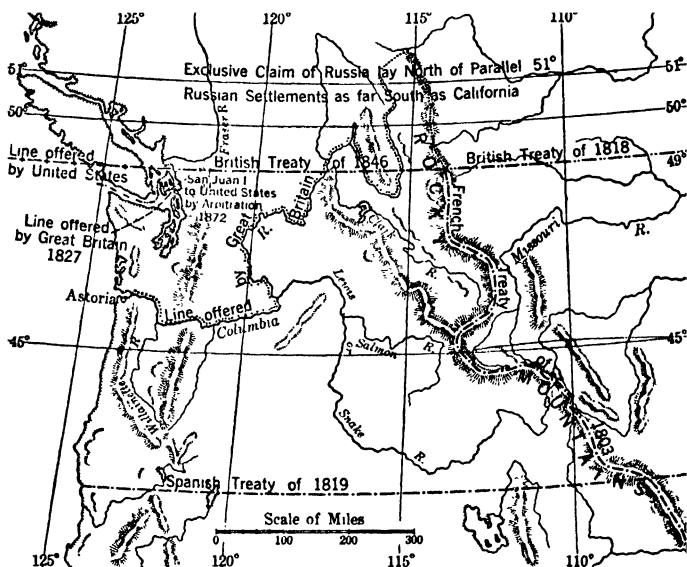 125°
120°
115°
110°
51°
Exclusive Claim of Russia lay North of Parallel 51°
51°
50°
Russian Settlements as far South as California
50°
Fraser R.
Line offered
by United States
British Treaty of 1846
British Treaty of 1818
49°
San Juan I
to United States
by Arbitration
1872
Line offered
by Great Britain
1827
Great
Britain
R.
by
Clark
R.
French
Treaty
of
1803
ROCKY
MOUNTAINS
Missouri
R.
Astoria
Line offered
Columbia
Lewis
45°
45°
Salmon
R.
Willamette
R
Snake
R.
Spanish Treaty of 1819
Scale of Miles
0 100 200 300
125°
120°
115°
110°